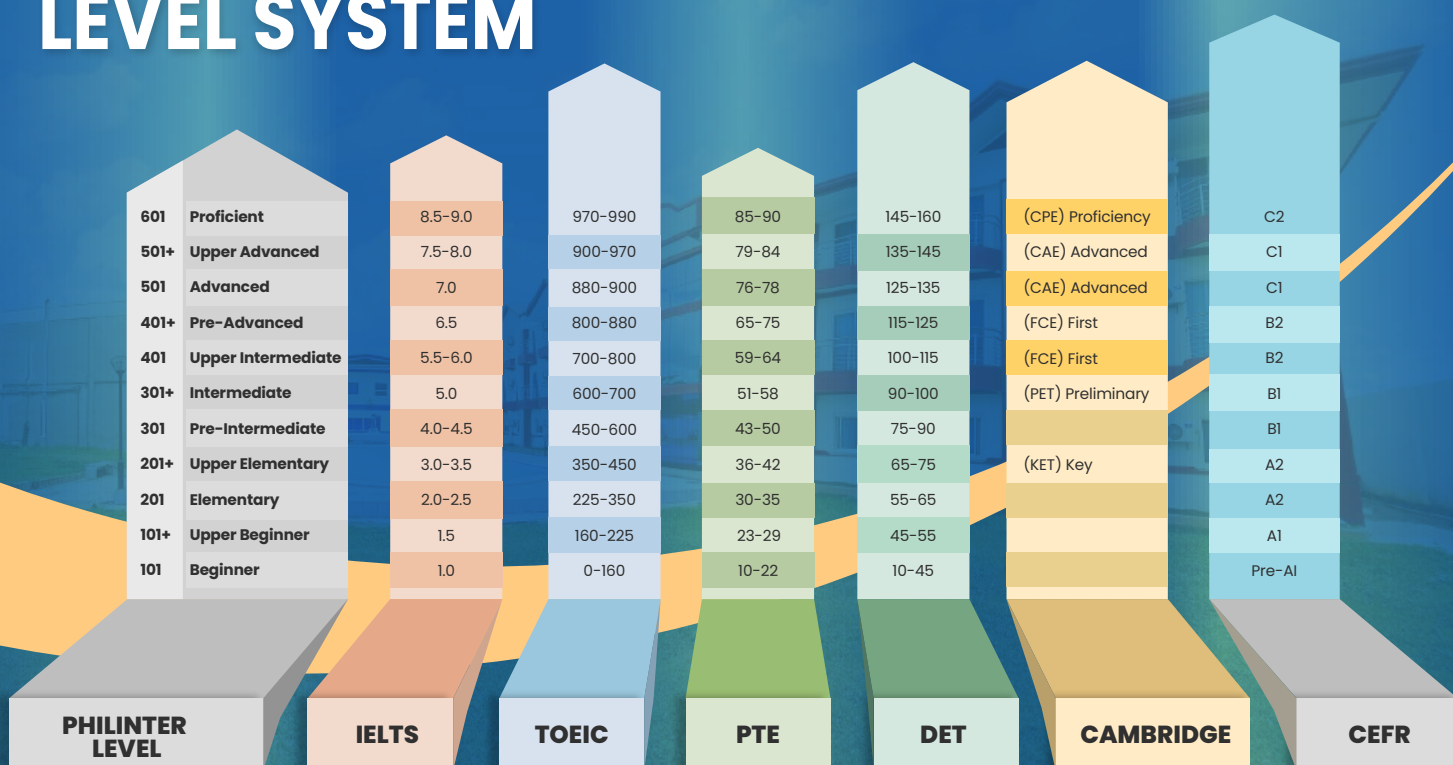 LEVEL SYSTEM
601 Proficient 8.5-9.0 970-990 85-90 145-160 (CPE) Proficiency C2
501+ Upper Advanced 7.5-8.0 900-970 79-84 135-145 (CAE) Advanced C1
501 Advanced 7.0 880-900 76-78 125-135 (CAE) Advanced C1
401+ Pre-Advanced 6.5 800-880 65-75 115-125 (FCE) First B2
401 Upper Intermediate 5.5-6.0 700-800 59-64 100-115 (FCE) First B2
301+ Intermediate 5.0 600-700 51-58 90-100 (PET) Preliminary B1
301 Pre-Intermediate 4.0-4.5 450-600 43-50 75-90 B1
201+ Upper Elementary 3.0-3.5 350-450 36-42 65-75 (KET) Key A2
201 Elementary 2.0-2.5 225-350 30-35 55-65 A2
101+ Upper Beginner 1.5 160-225 23-29 45-55 A1
101 Beginner 1.0 0-160 10-22 10-45 Pre-AI
PHILINTER
LEVEL
IELTS TOEIC PTE DET CAMBRIDGE CEFR